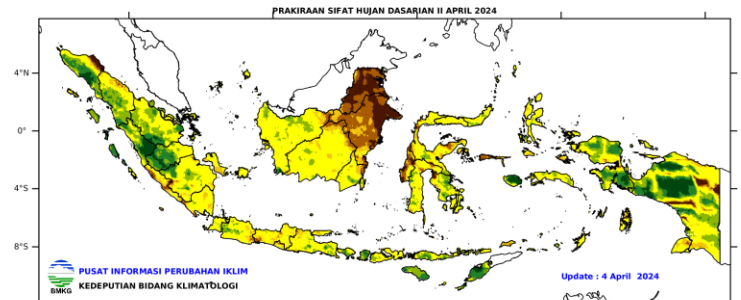 PRAKIRAAN SIFAT HUJAN DASARIAN II APRIL 2024
4°N
0°
4°S
8°S
PUSAT INFORMASI PERUBAHAN IKLIM
KEDEPUTIAN BIDANG KLIMATOLOGI
BMKG
Update : 4 April 2024